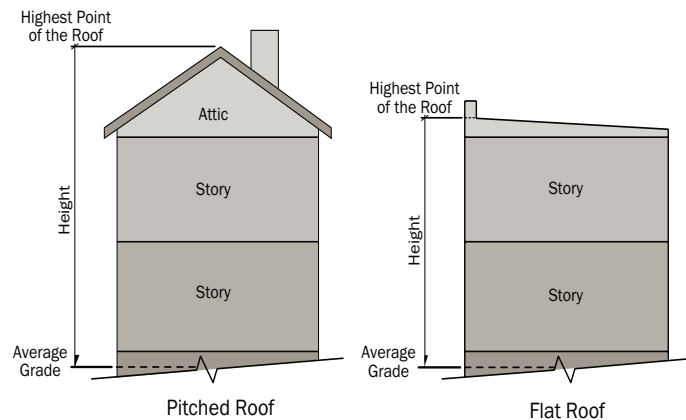 Highest Point
of the Roof
Attic
Story
Story
Height
Average
Grade
Pitched Roof
Highest Point
of the Roof
Story
Story
Height
Average
Grade
Flat Roof